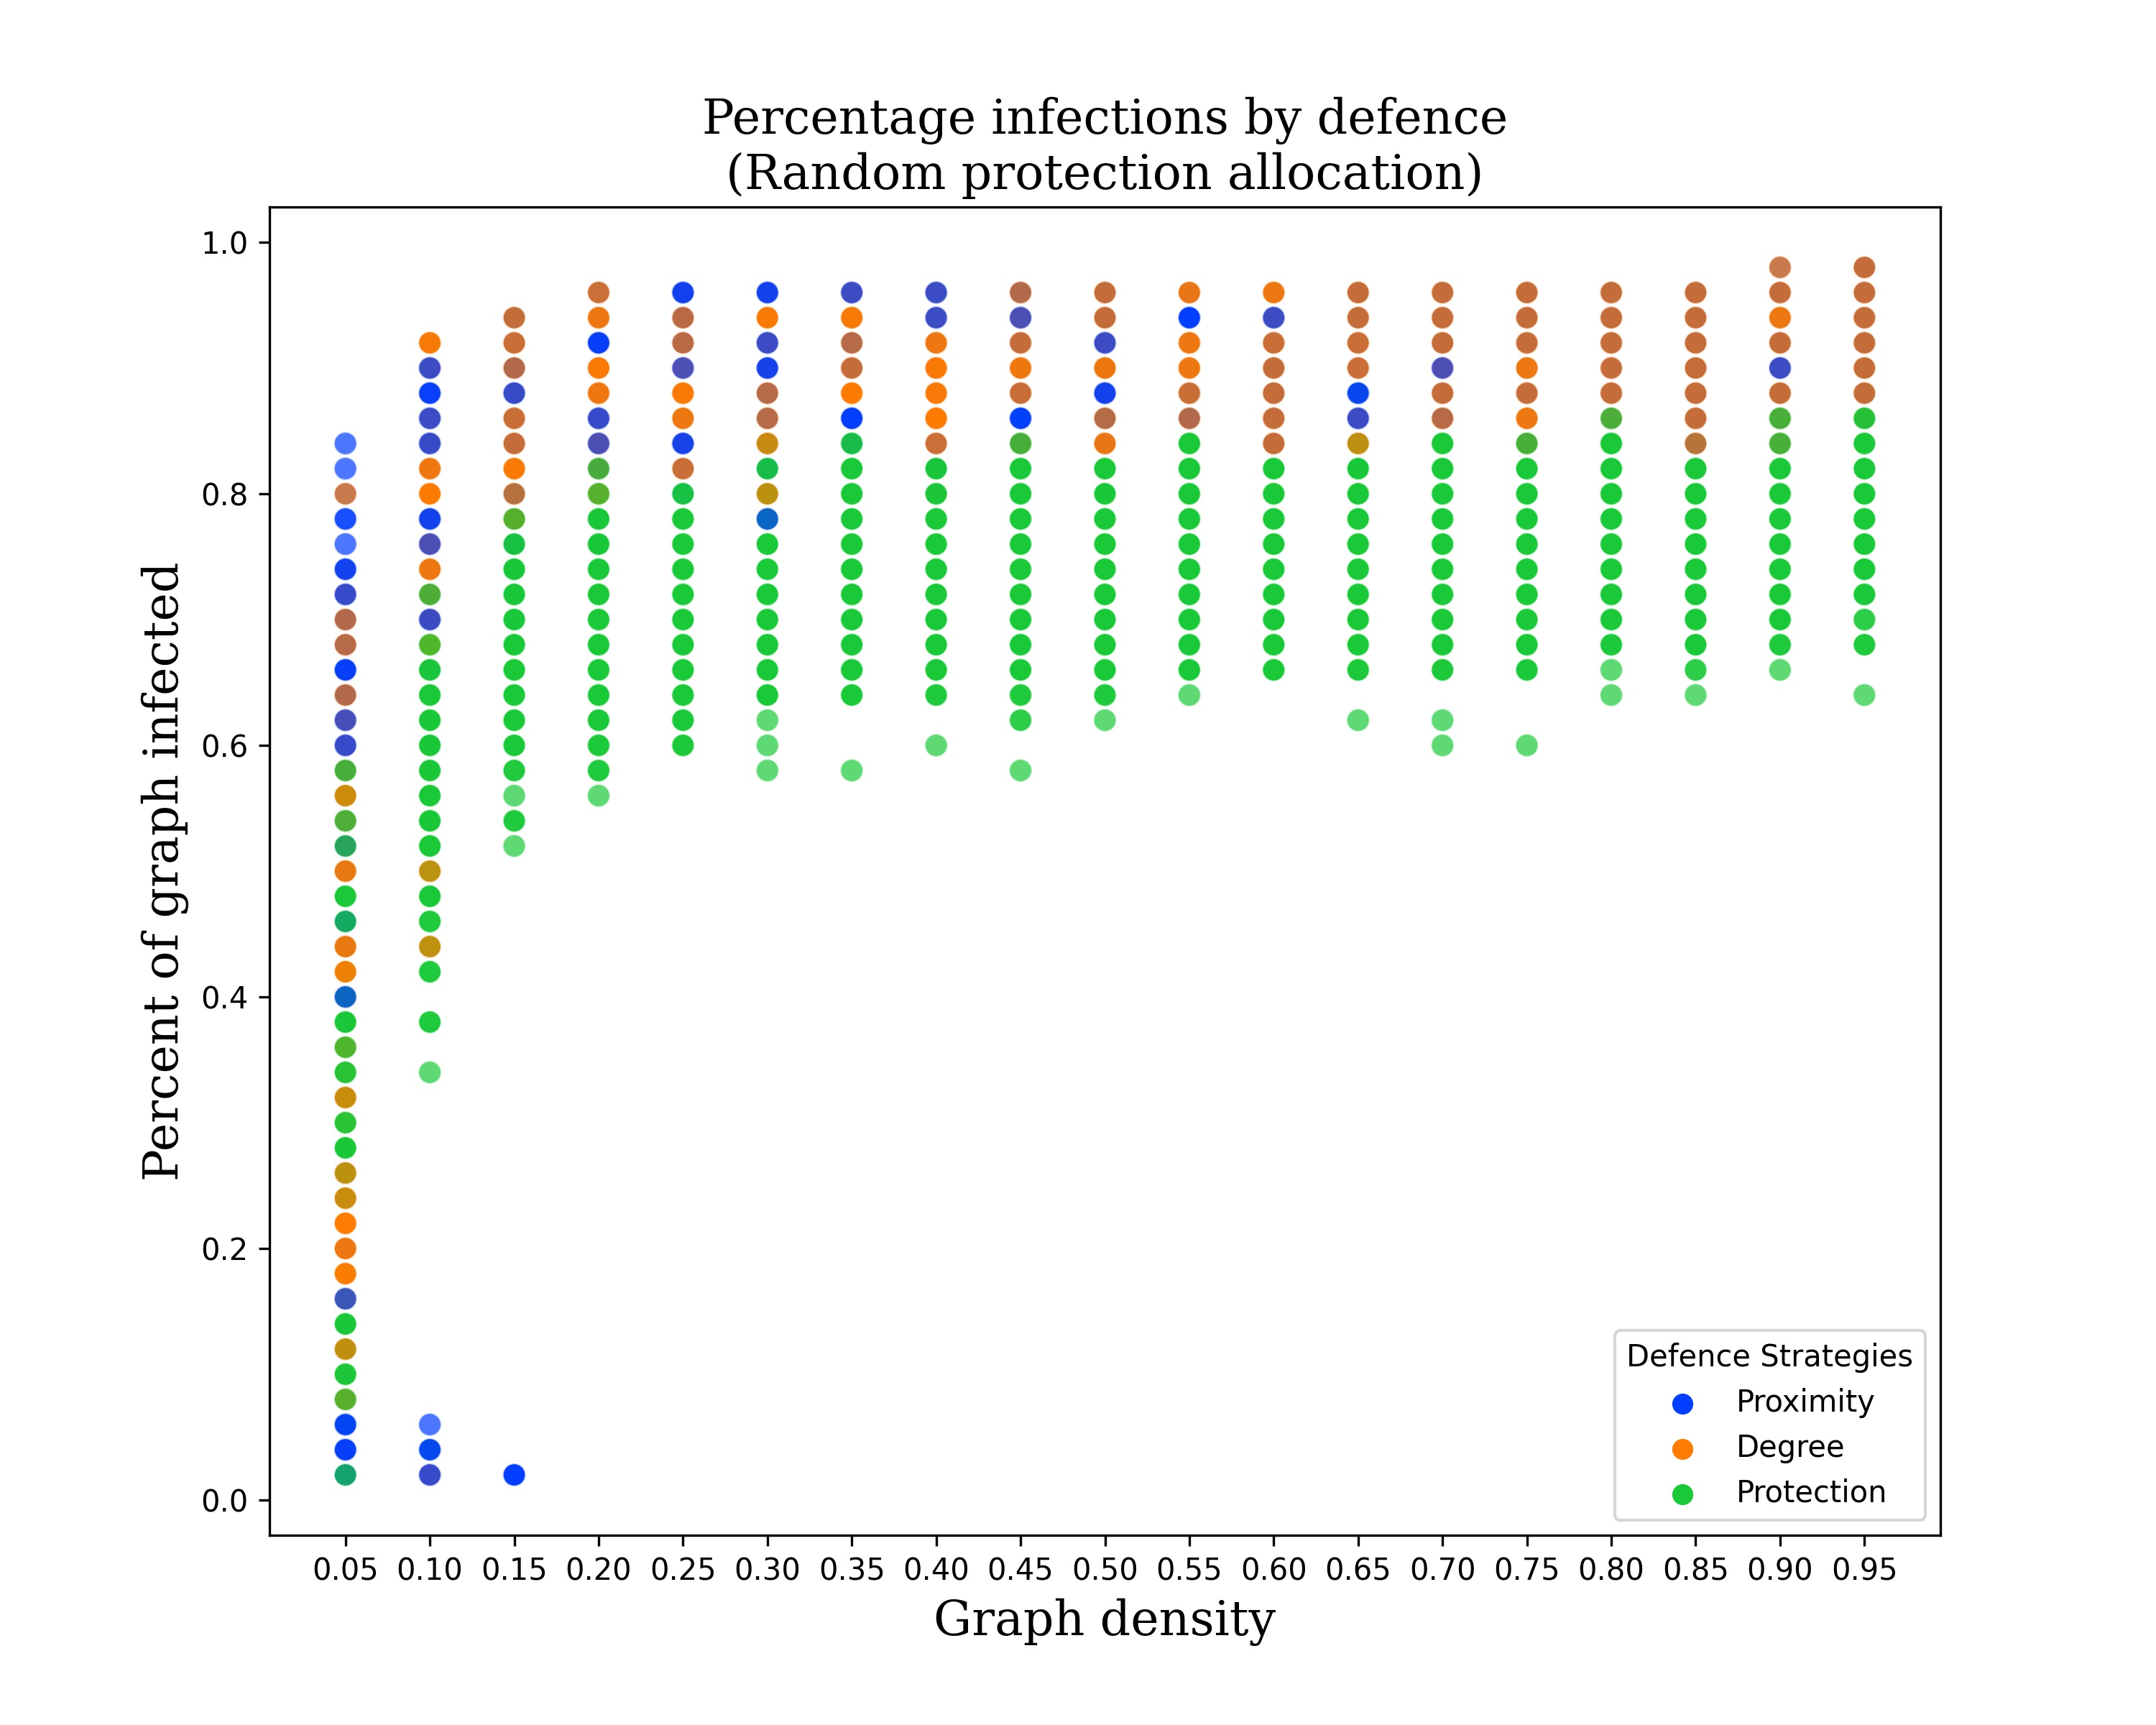 Percentage infections by defence
(Random protection allocation)
Percent of graph infected
1.0
0.8
0.6
0.4
0.2
0.0
0.05 0.10 0.15 0.20 0.25 0.30 0.35 0.40 0.45 0.50 0.55 0.60 0.65 0.70 0.75 0.80 0.85 0.90 0.95
Graph density
Defence Strategies
Proximity
Degree
Protection